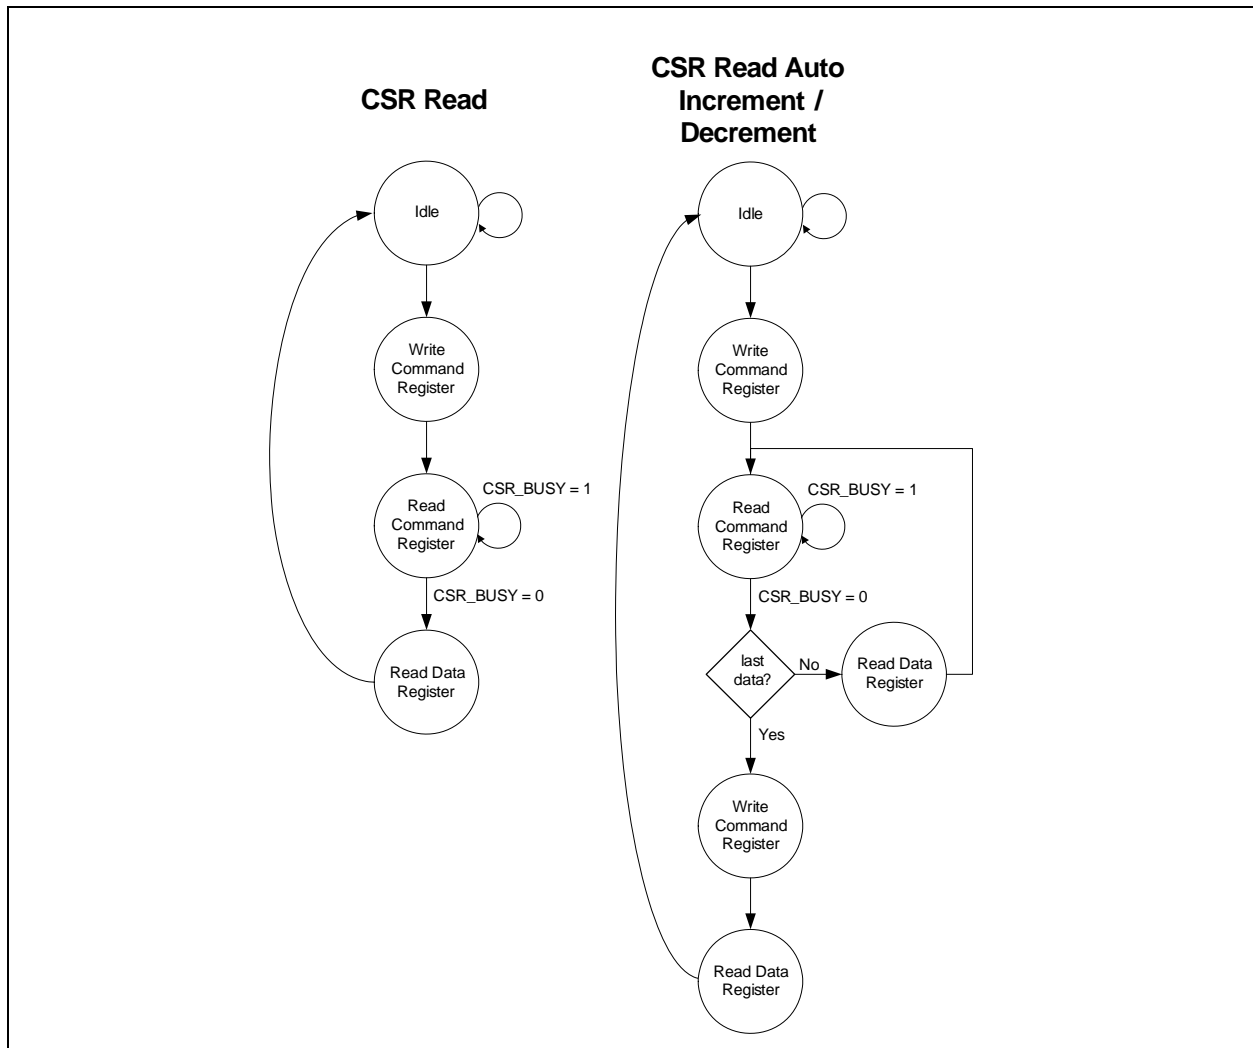 CSR Read
Idle
Write
Command
Register
Read
Command
Register
CSR_BUSY = 1
CSR_BUSY = 0
Read Data
Register
CSR Read Auto
Increment /
Decrement
Idle
Write
Command
Register
Read
Command
Register
CSR_BUSY = 1
CSR_BUSY = 0
last
data?
No
Read Data
Register
Yes
Write
Command
Register
Read Data
Register